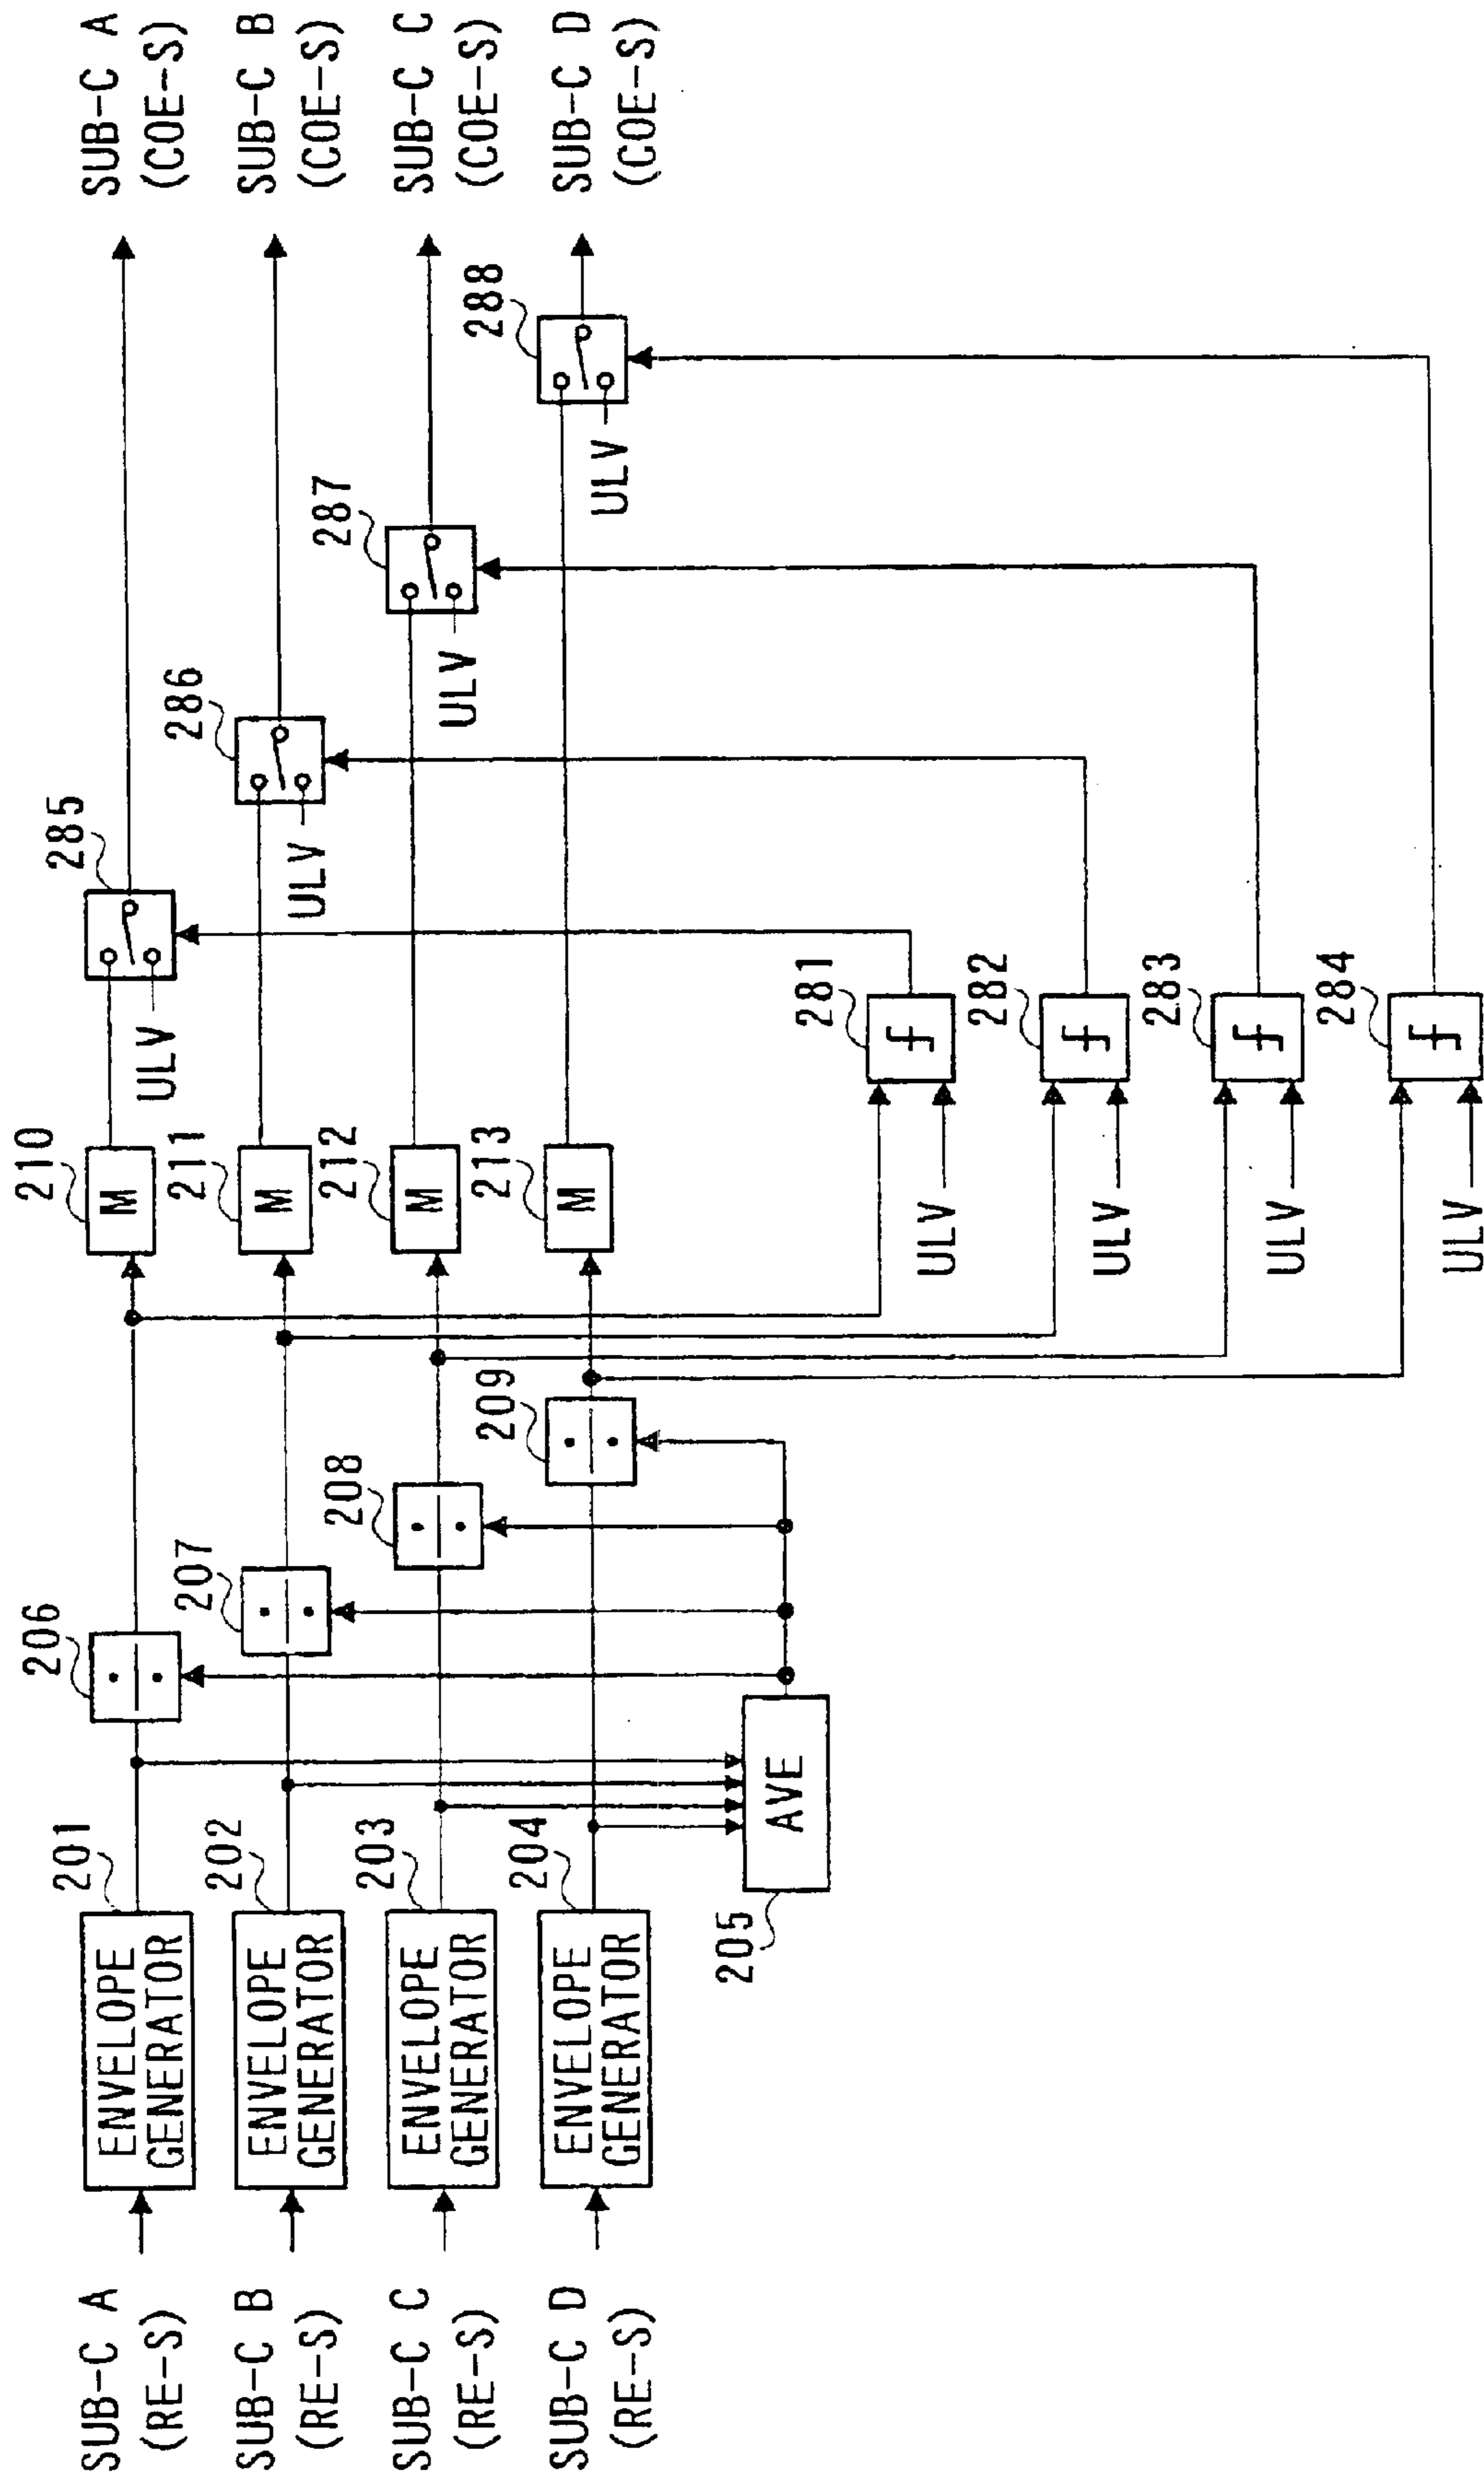 SUB-C A
(RE-S)
SUB-C B
(RE-S)
SUB-C C
(RE-S)
SUB-C D
(RE-S)
ENVELOPE
GENERATOR
201
ENVELOPE
GENERATOR
202
ENVELOPE
GENERATOR
203
ENVELOPE
GENERATOR
204
AVE
205
206
207
208
209
210
M
211
M
212
M
213
M
ULV
ULV
ULV
ULV
281
282
283
284
285
ULV
286
ULV
287
ULV
288
ULV
SUB-C A
(COE-S)
SUB-C B
(COE-S)
SUB-C C
(COE-S)
SUB-C D
(COE-S)